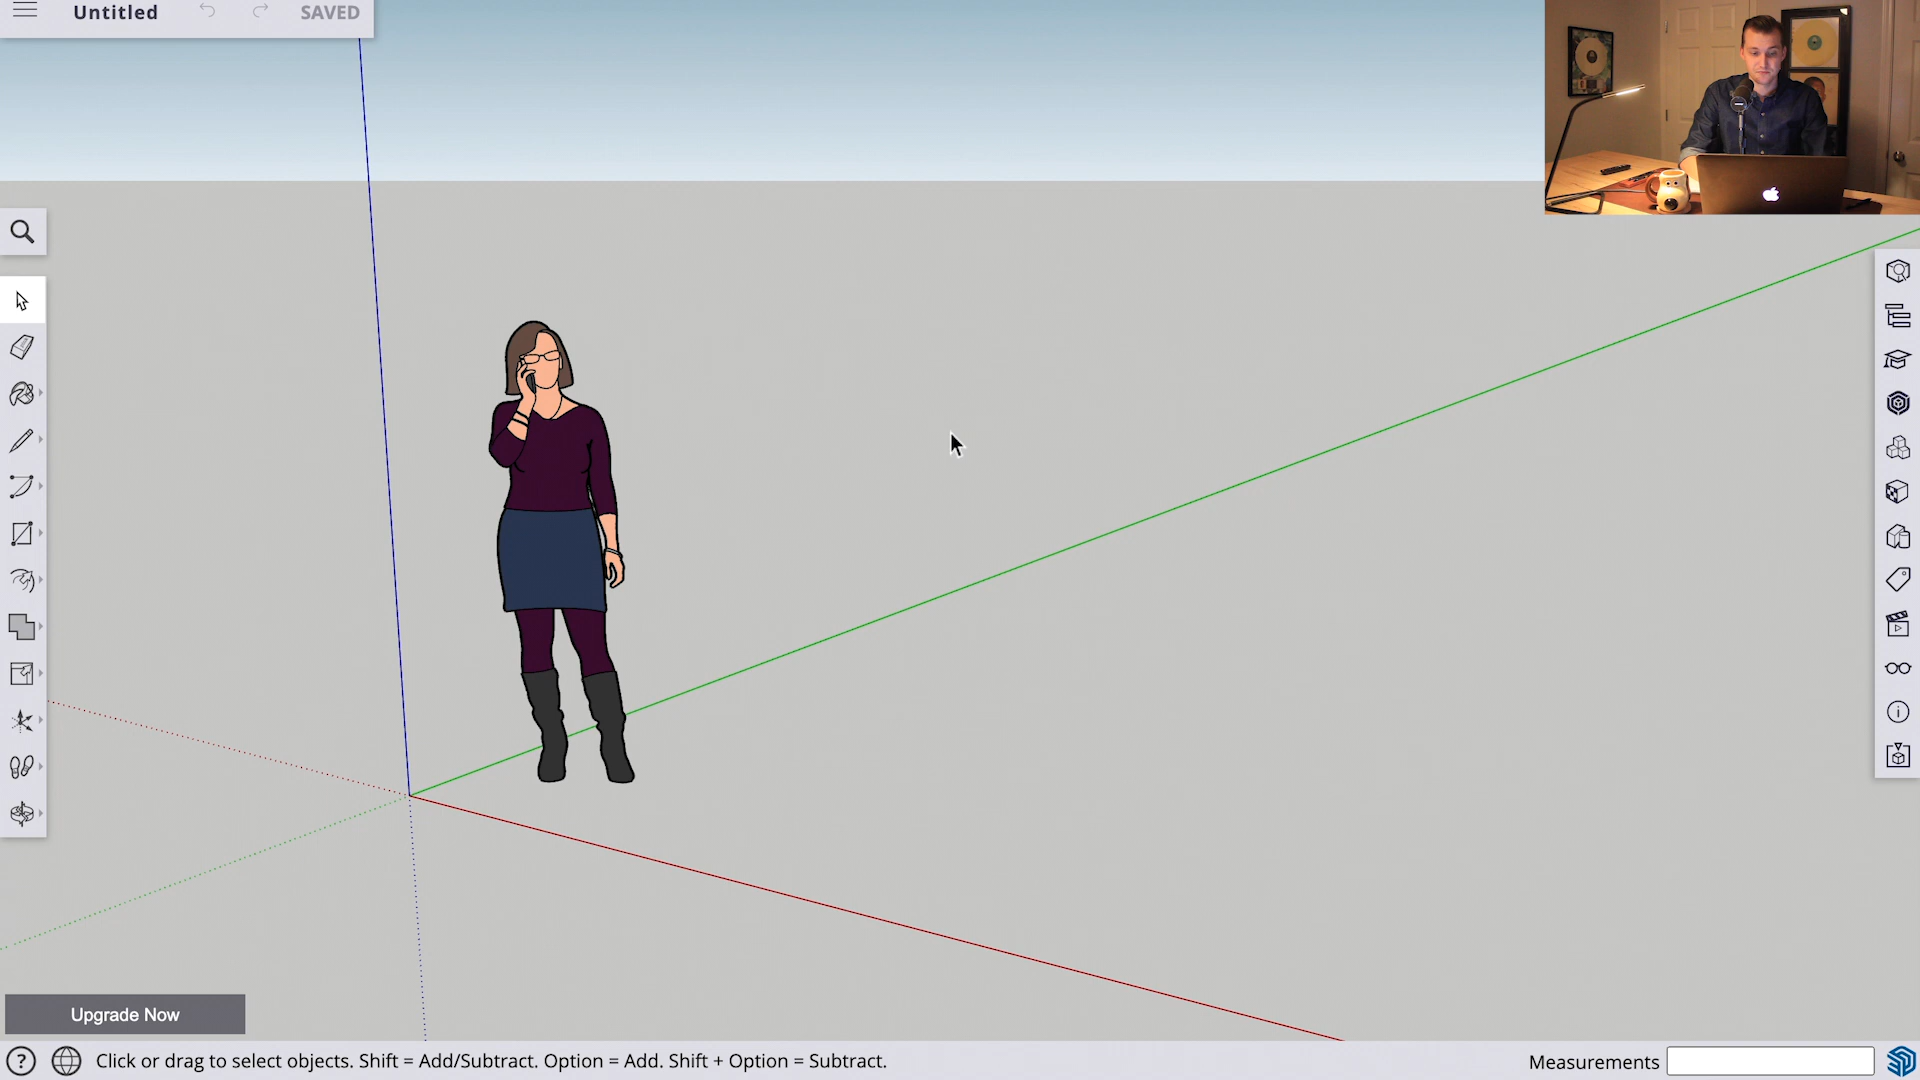 Untitled
SAVED
Upgrade Now
Click or drag to select objects. Shift = Add/Subtract. Option = Add. Shift + Option = Subtract.
Measurements